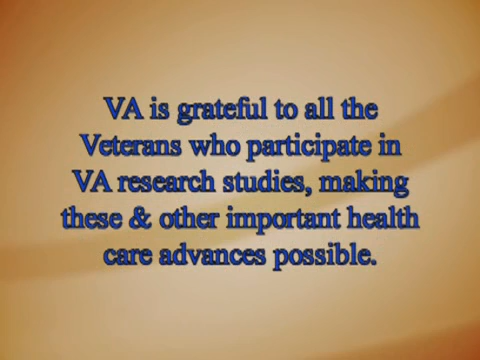 VA is grateful to all the
Veterans who participate in
VA research studies, making
these & other important health
care advances possible.